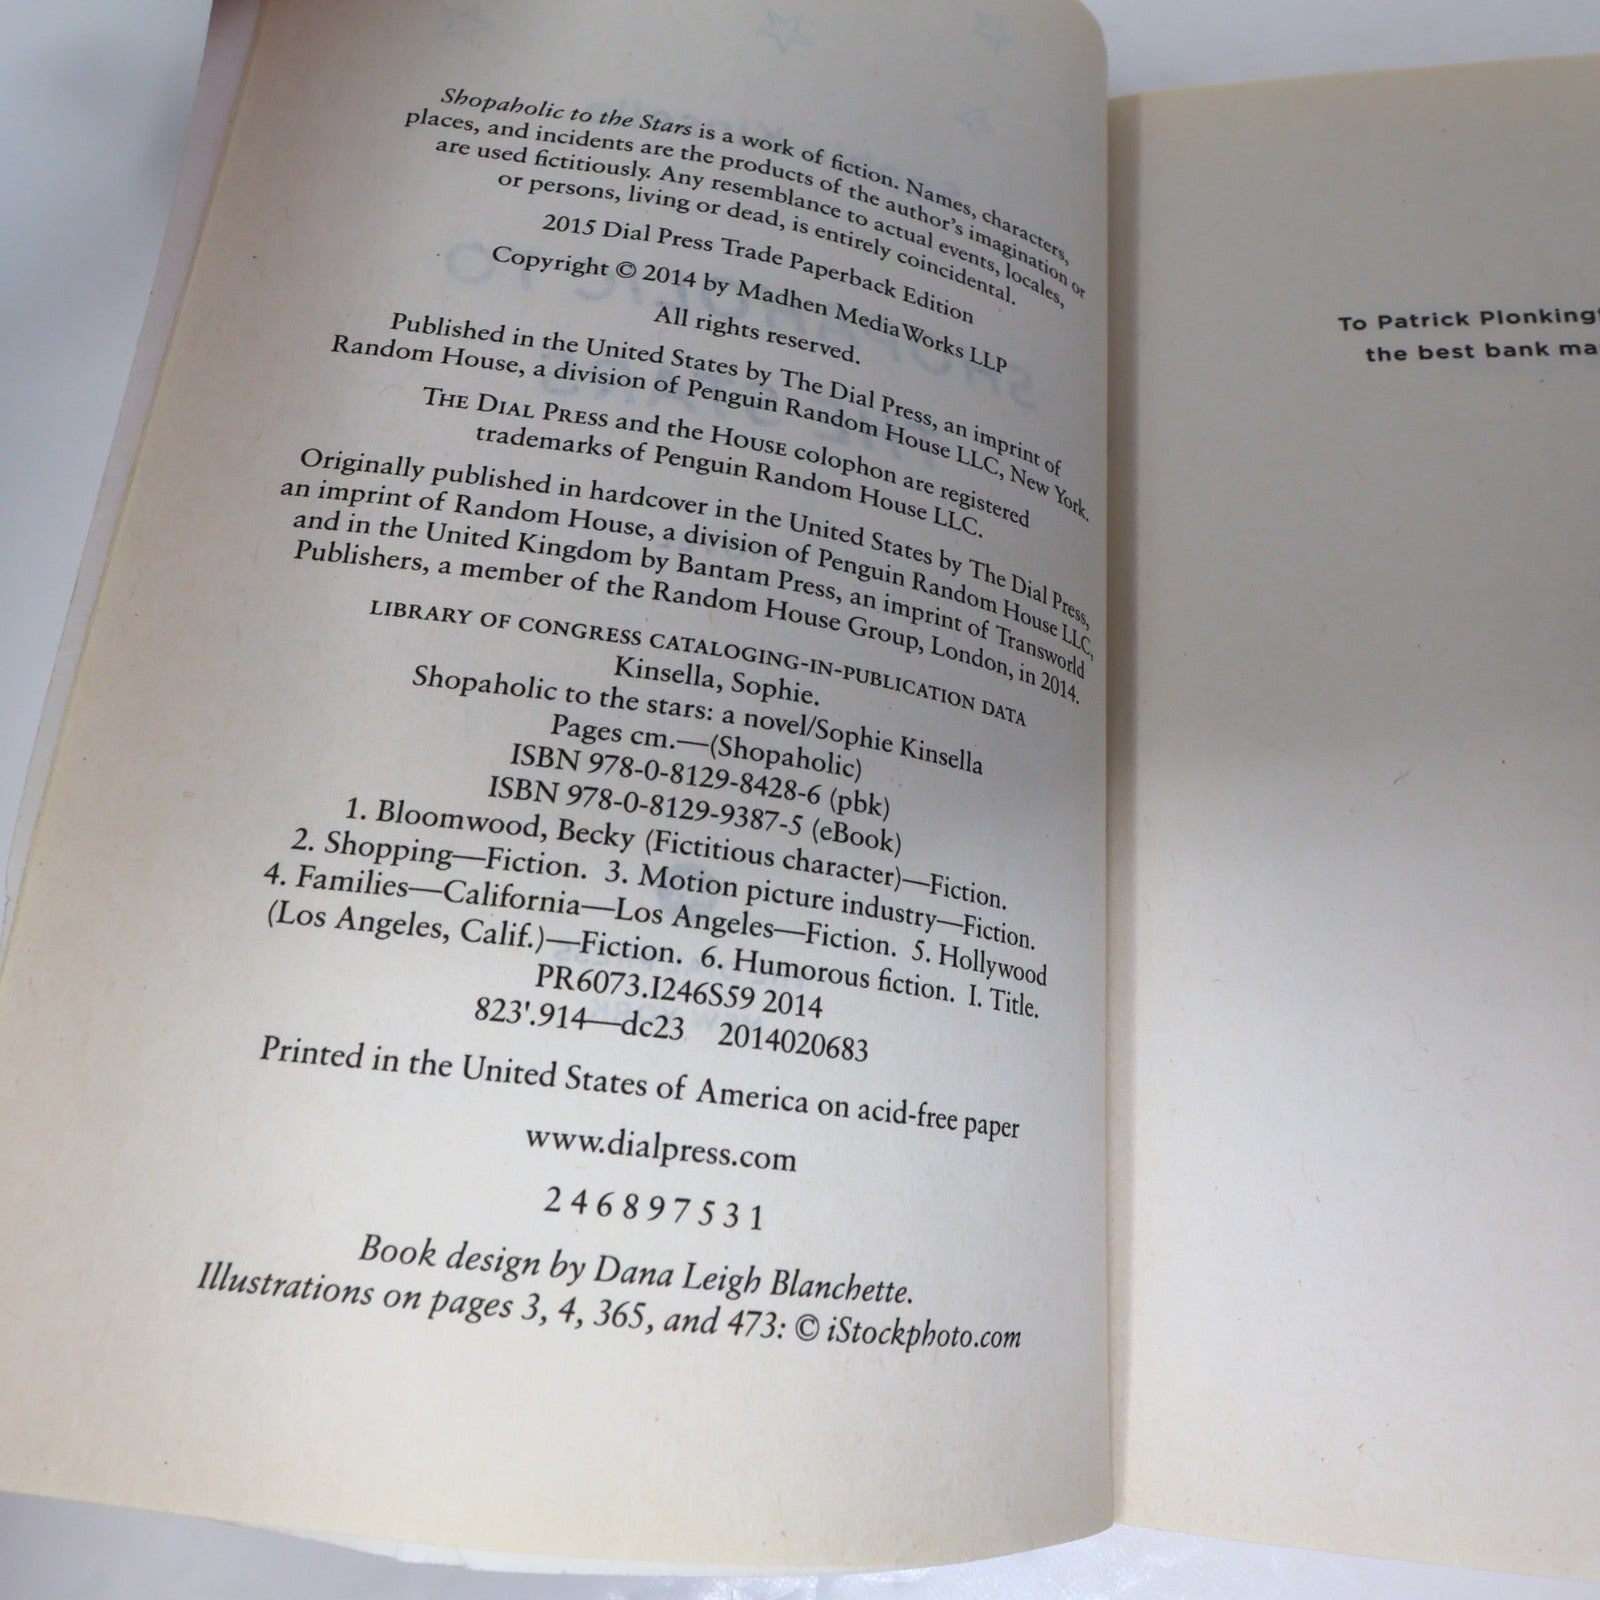 Shopaholic to the Stars is a work of fiction. Names, characters,
places, and incidents are the products of the author's imagination or
are used fictitiously. Any resemblance to actual events, locales,
or persons, living or dead, is entirely coincidental.
2015 Dial Press Trade Paperback Edition
Copyright © 2014 by Madhen Media Works LLP
All rights reserved.
Published in the United States by The Dial Press, an imprint of
Random House, a division of Penguin Random House LLC, New York.
THE DIAL PRESS and the HOUSE colophon are registered
trademarks of Penguin Random House LLC.
Originally published in hardcover in the United States by The Dial Press,
an imprint of Random House, a division of Penguin Random House LLC,
and in the United Kingdom by Bantam Press, an imprint of Transworld
Publishers, a member of the Random House Group, London, in 2014.
LIBRARY OF CONGRESS CATALOGING-IN-PUBLICATION DATA
Kinsella, Sophie.
Shopaholic to the stars: a novel/Sophie Kinsella
Pages cm.—(Shopaholic)
ISBN 978-0-8129-8428-6 (pbk)
ISBN 978-0-8129-9387-5 (eBook)
1. Bloomwood, Becky (Fictitious character)—Fiction.
2. Shopping—Fiction. 3. Motion picture industry—Fiction.
4. Families—California—Los Angeles—Fiction. 5. Hollywood
(Los Angeles, Calif.)—Fiction. 6. Humorous fiction. I. Title.
PR6073.I246S59 2014
823'.914—dc23 2014020683
Printed in the United States of America on acid-free paper
www.dialpress.com
2 4 6 8 9 7 5 3 1
Book design by Dana Leigh Blanchette.
Illustrations on pages 3, 4, 365, and 473: © iStockphoto.com
To Patrick
the best bank